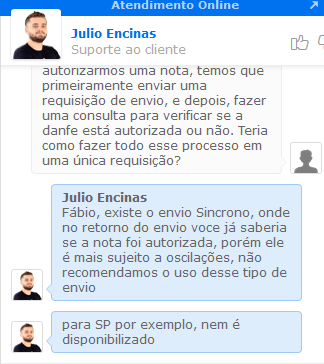 Atendimento Online
Julio Encinas
Suporte ao cliente
autorizarmos uma nota, temos que
primeiramente enviar uma
requisição de envio, e depois, fazer
uma consulta para verificar se a
danfe está autorizada ou não. Teria
como fazer todo esse processo em
uma única requisição?
Julio Encinas
Fábio, existe o envio Sincrono, onde
no retorno do envio voce já saberia
se a nota foi autorizada, porém ele
é mais sujeito a oscilações, não
recomendamos o uso desse tipo de
envio
para SP por exemplo, nem é
disponibilizado